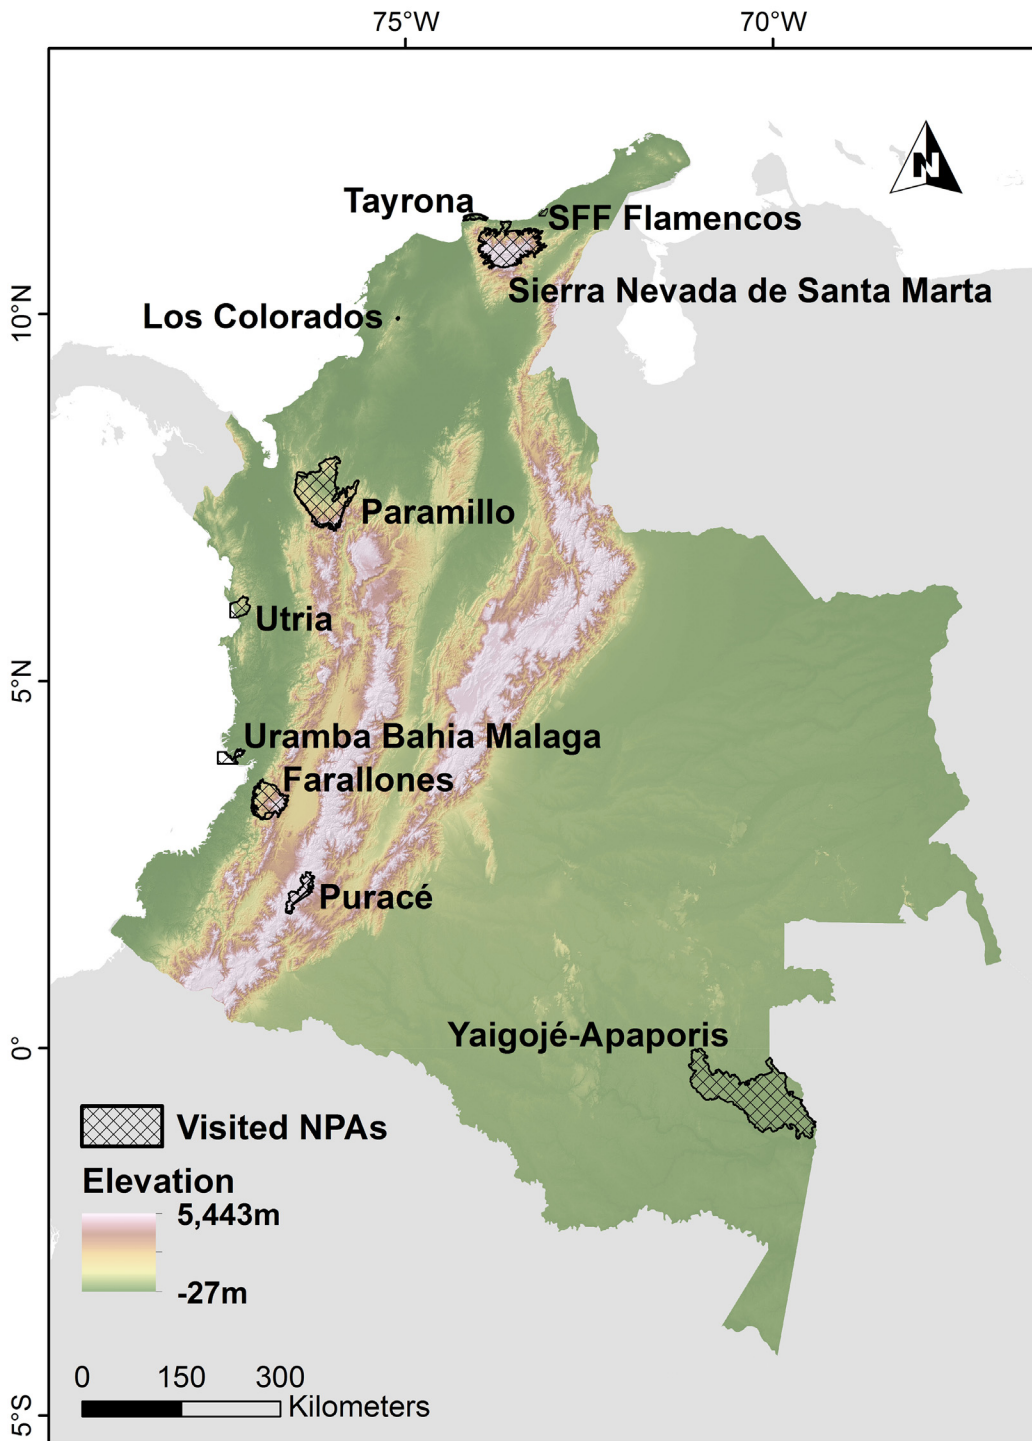 75°W
70°W
N
Tayrona
SFF Flamencos
Sierra Nevada de Santa Marta
10°N
Los Colorados
Paramillo
Utria
5°N
Uramba Bahia Malaga
Farallones
Puracé
Yaigojé-Apaporis
0°
Visited NPAs
Elevation
5,443m
-27m
0 150 300
Kilometers
5°S